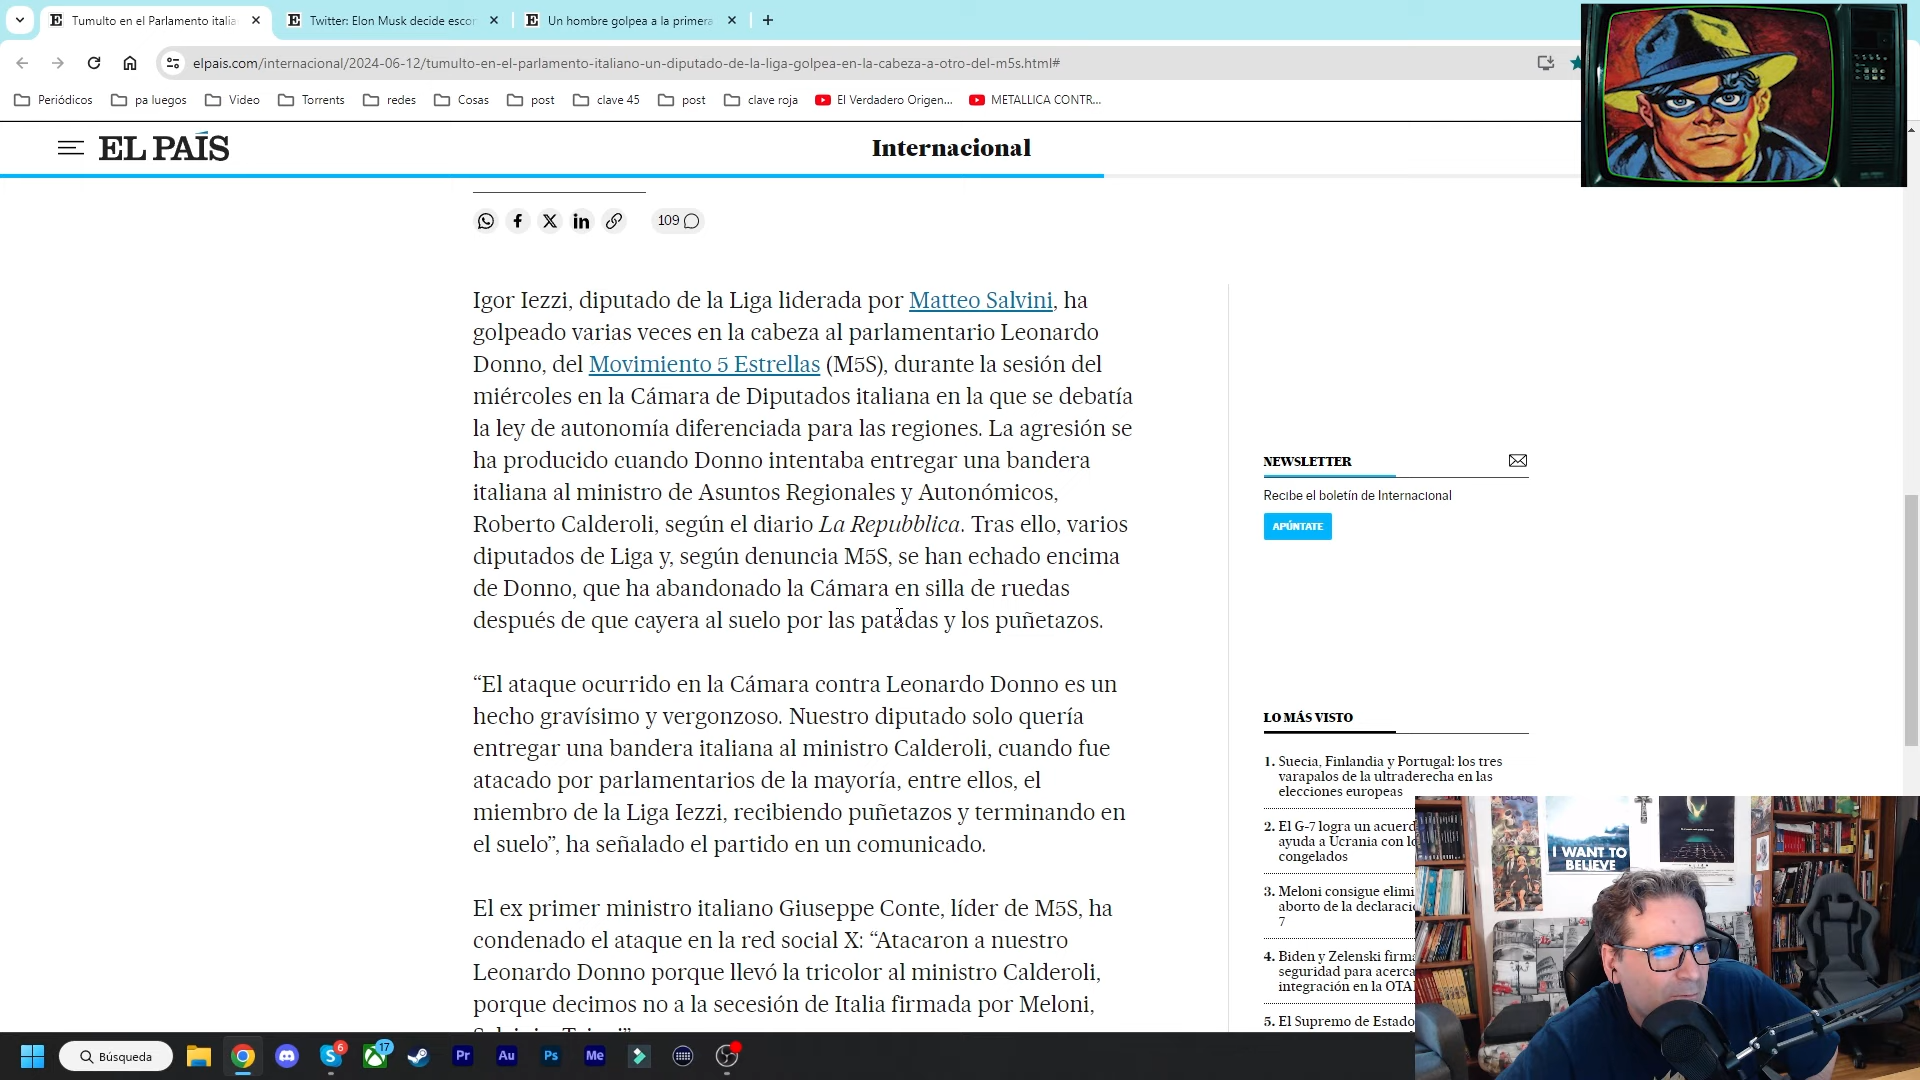 Tumulto en el Parlamento italia
Twitter: Elon Musk decide escon
Un hombre golpea a la primera
elpais.com/internacional/2024-06-12/tumulto-en-el-parlamento-italiano-un-diputado-de-la-liga-golpea-en-la-cabeza-a-otro-del-m5s.html#
Periódicos
pa luegos
Video
Torrents
redes
Cosas
post
clave 45
post
clave roja
El Verdadero Origen...
METALLICA CONTR...
EL PAÍS
Internacional
109
Igor Iezzi, diputado de la Liga liderada por Matteo Salvini, ha
golpeado varias veces en la cabeza al parlamentario Leonardo
Donno, del Movimiento 5 Estrellas (M5S), durante la sesión del
miércoles en la Cámara de Diputados italiana en la que se debatía
la ley de autonomía diferenciada para las regiones. La agresión se
ha producido cuando Donno intentaba entregar una bandera
italiana al ministro de Asuntos Regionales y Autonómicos,
Roberto Calderoli, según el diario La Repubblica. Tras ello, varios
diputados de Liga y, según denuncia M5S, se han echado encima
de Donno, que ha abandonado la Cámara en silla de ruedas
después de que cayera al suelo por las patadas y los puñetazos.
“El ataque ocurrido en la Cámara contra Leonardo Donno es un
hecho gravísimo y vergonzoso. Nuestro diputado solo quería
entregar una bandera italiana al ministro Calderoli, cuando fue
atacado por parlamentarios de la mayoría, entre ellos, el
miembro de la Liga Iezzi, recibiendo puñetazos y terminando en
el suelo”, ha señalado el partido en un comunicado.
El ex primer ministro italiano Giuseppe Conte, líder de M5S, ha
condenado el ataque en la red social X: “Atacaron a nuestro
Leonardo Donno porque llevó la tricolor al ministro Calderoli,
porque decimos no a la secesión de Italia firmada por Meloni,
NEWSLETTER
Recibe el boletín de Internacional
APÚNTATE
LO MÁS VISTO
1. Suecia, Finlandia y Portugal: los tres
varapalos de la ultraderecha en las
elecciones europeas
2. El G-7 logra un acuerd
ayuda a Ucrania con lo
congelados
3. Meloni consigue elimi
aborto de la declaració
7
4. Biden y Zelenski firma
seguridad para acerca
integración en la OTA
5. El Supremo de Estado
I WANT TO
BELIEVE
Búsqueda
6
17
Pr
Au
Ps
Me